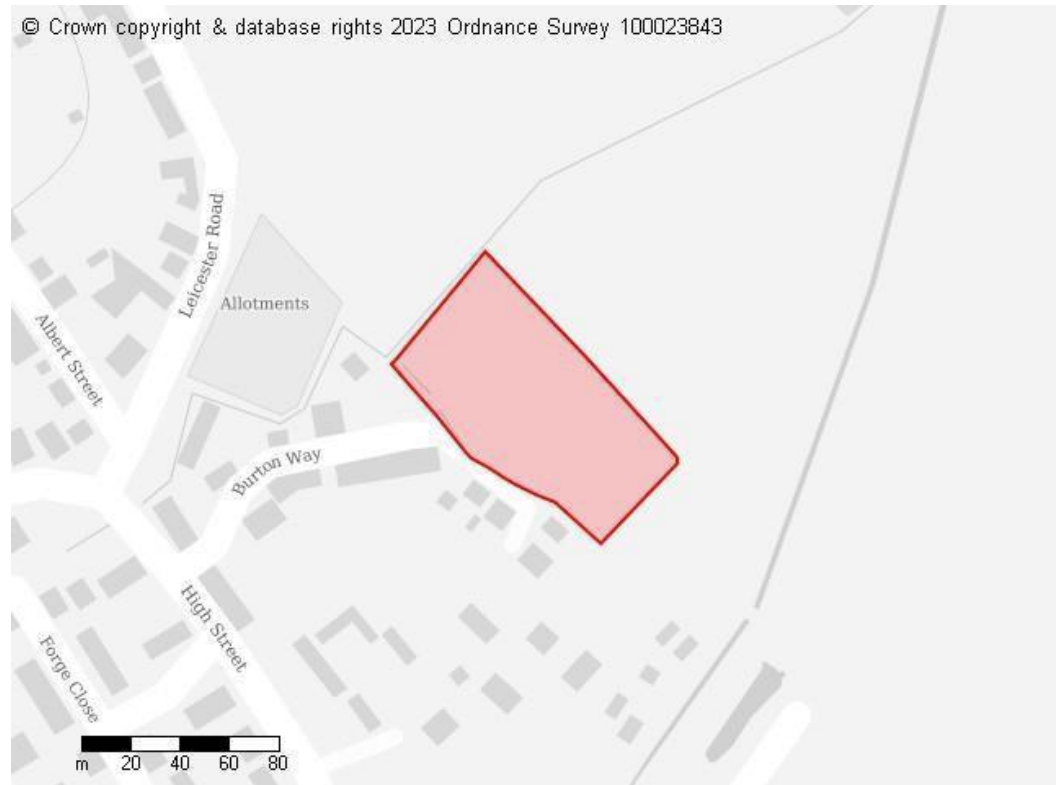 © Crown copyright & database rights 2023 Ordnance Survey 100023843
Leicester Road
Allotments
Albert Street
Burton Way
High Street
Forge Close
m 20 40 60 80